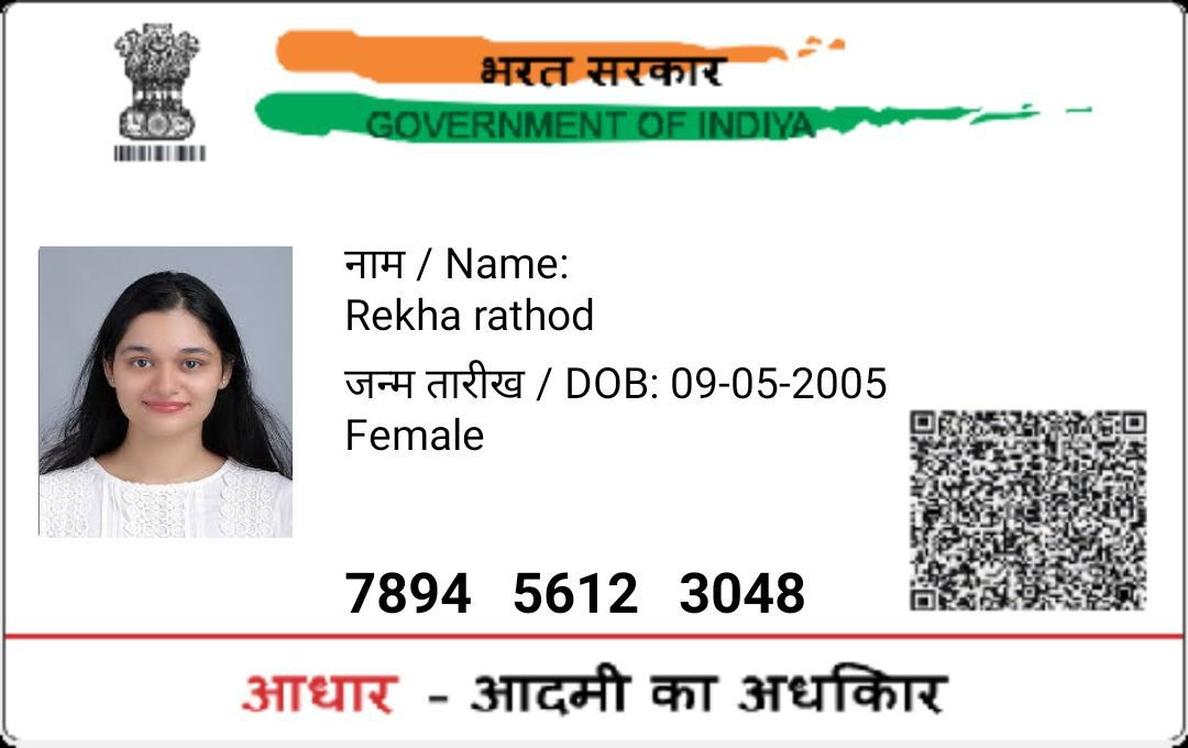 भरत सरकार
GOVERNMENT OF INDIYA
नाम / Name:
Rekha rathod
जन्म तारीख / DOB: 09-05-2005
Female
7894 5612 3048
आधार - आदमी का अधकिार